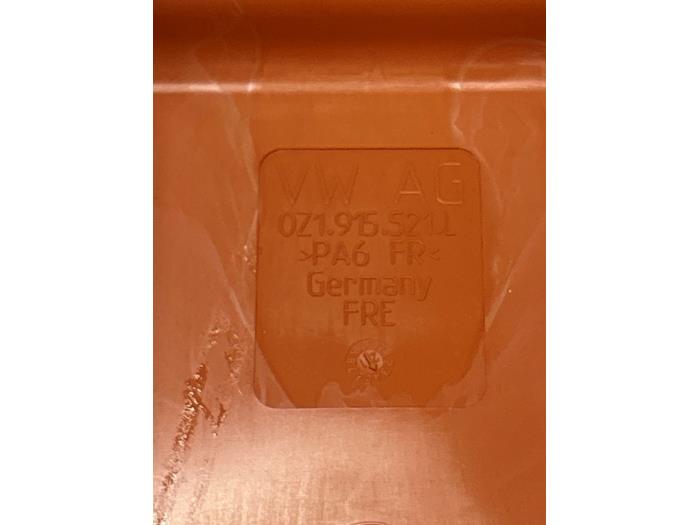 VW AG
0Z1.915.521.L
>PA6 FR<
Germany
FRE